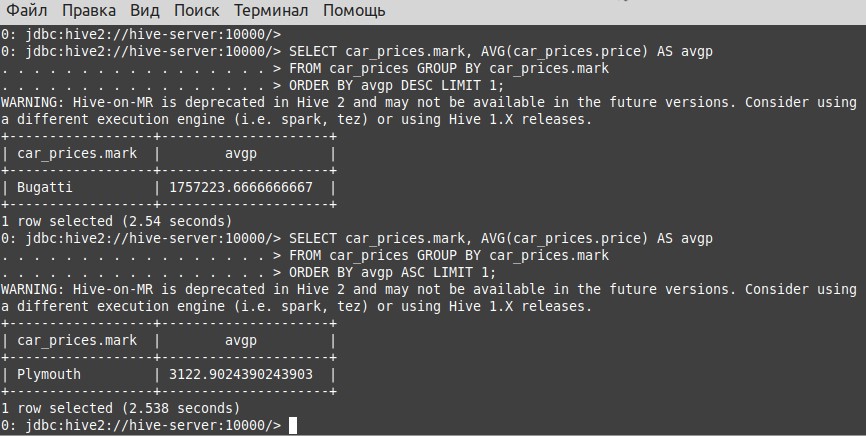 Файл Правка Вид Поиск Терминал Помощь
0: jdbc:hive2://hive-server:10000/>
0: jdbc:hive2://hive-server:10000/> SELECT car_prices.mark, AVG(car_prices.price) AS avgp
. . . . . . . . . . . . . . . . . > FROM car_prices GROUP BY car_prices.mark
. . . . . . . . . . . . . . . . . > ORDER BY avgp DESC LIMIT 1;
WARNING: Hive-on-MR is deprecated in Hive 2 and may not be available in the future versions. Consider using
a different execution engine (i.e. spark, tez) or using Hive 1.X releases.
+------------------+---------------------+
| car_prices.mark  |        avgp         |
+------------------+---------------------+
| Bugatti          | 1757223.6666666667  |
+------------------+---------------------+
1 row selected (2.54 seconds)
0: jdbc:hive2://hive-server:10000/> SELECT car_prices.mark, AVG(car_prices.price) AS avgp
. . . . . . . . . . . . . . . . . > FROM car_prices GROUP BY car_prices.mark
. . . . . . . . . . . . . . . . . > ORDER BY avgp ASC LIMIT 1;
WARNING: Hive-on-MR is deprecated in Hive 2 and may not be available in the future versions. Consider using
a different execution engine (i.e. spark, tez) or using Hive 1.X releases.
+------------------+---------------------+
| car_prices.mark  |        avgp         |
+------------------+---------------------+
| Plymouth         | 3122.9024390243903  |
+------------------+---------------------+
1 row selected (2.538 seconds)
0: jdbc:hive2://hive-server:10000/>